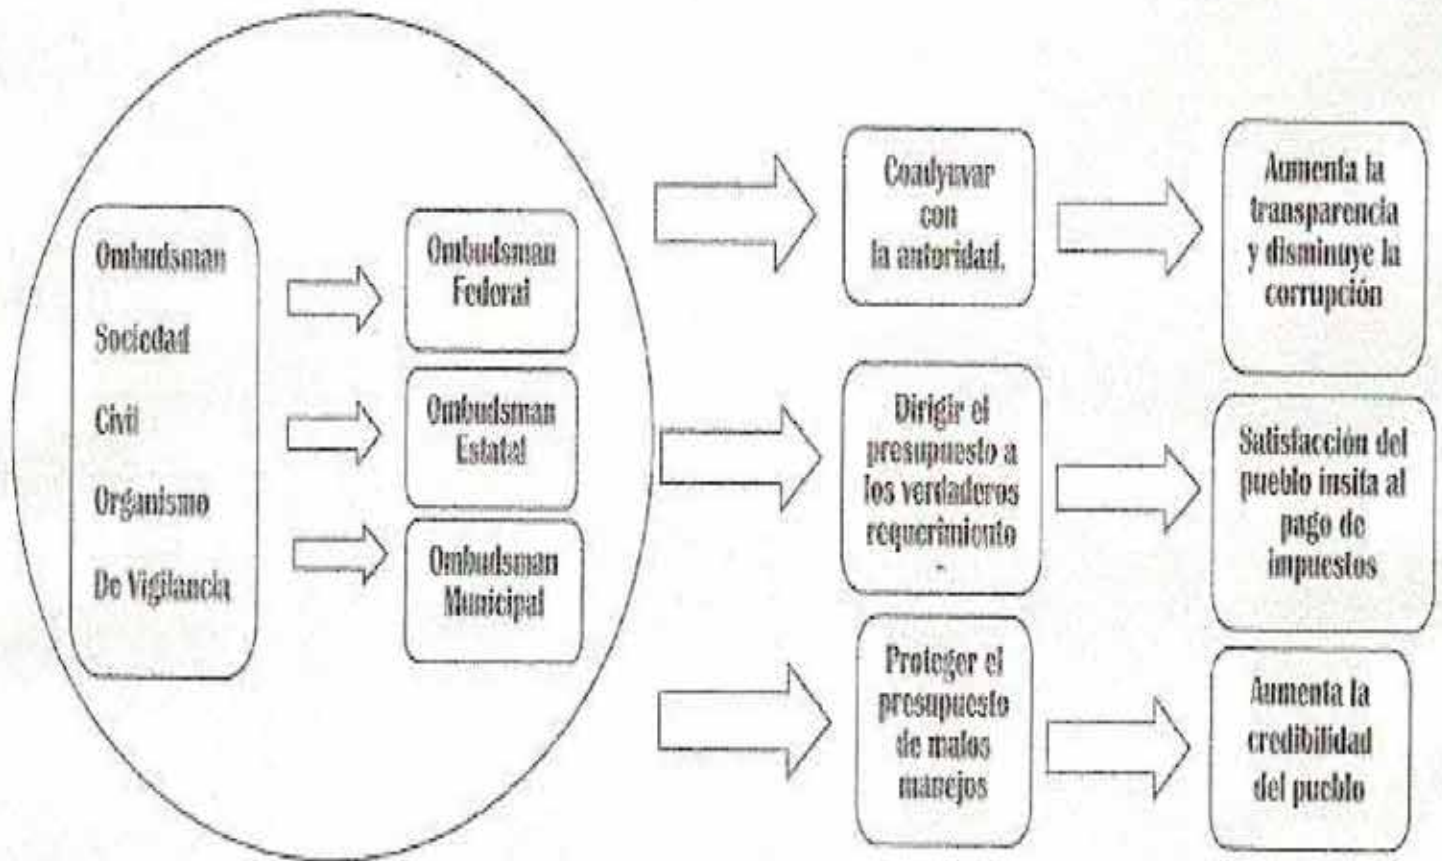 Ombudsman
Sociedad
Civil
Organismo
De Vigilancia
Ombudsman
Federal
Ombudsman
Estatal
Ombudsman
Municipal
Coadyuvar
con
la autoridad.
Dirigir el
presupuesto a
los verdaderos
requerimiento
-
Proteger el
presupuesto
de malos
manejos
Aumenta la
transparencia
y disminuye la
corrupción
Satisfacción del
pueblo insita al
pago de
impuestos
Aumenta la
credibilidad
del pueblo